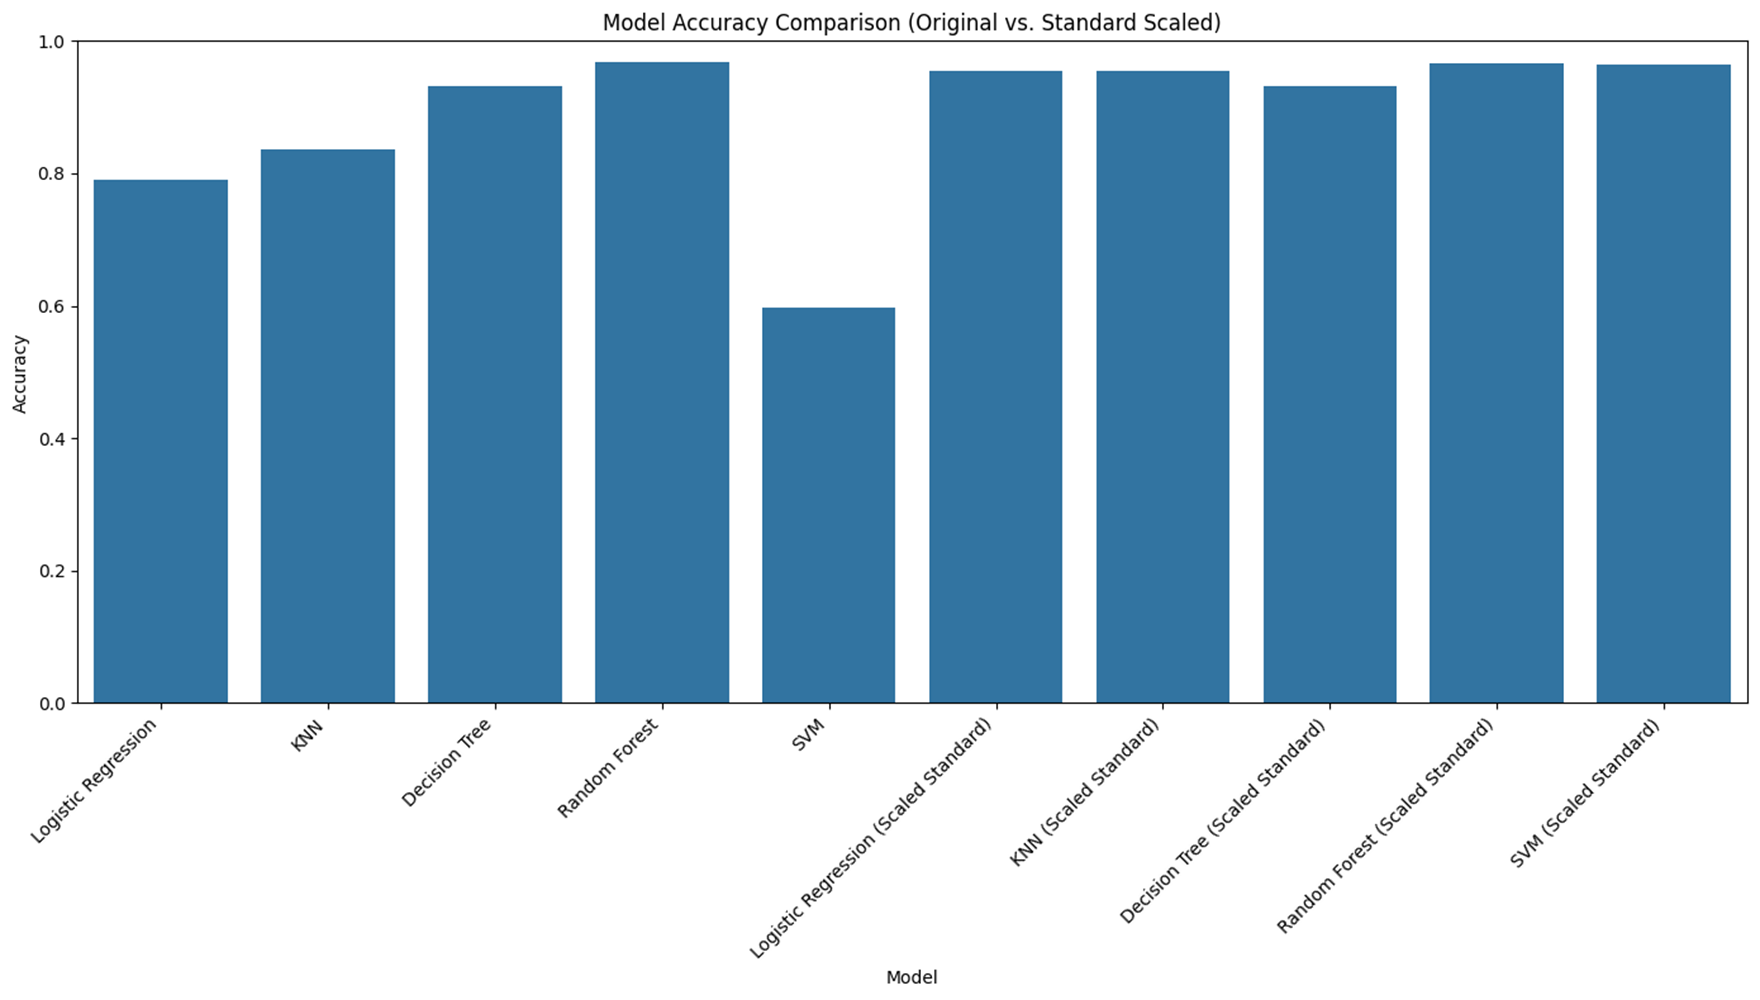 Model Accuracy Comparison (Original vs. Standard Scaled)
Accuracy
1.0
0.8
0.6
0.4
0.2
0.0
Logistic Regression
KNN
Decision Tree
Random Forest
SVM
Logistic Regression (Scaled Standard)
KNN (Scaled Standard)
Decision Tree (Scaled Standard)
Random Forest (Scaled Standard)
SVM (Scaled Standard)
Model